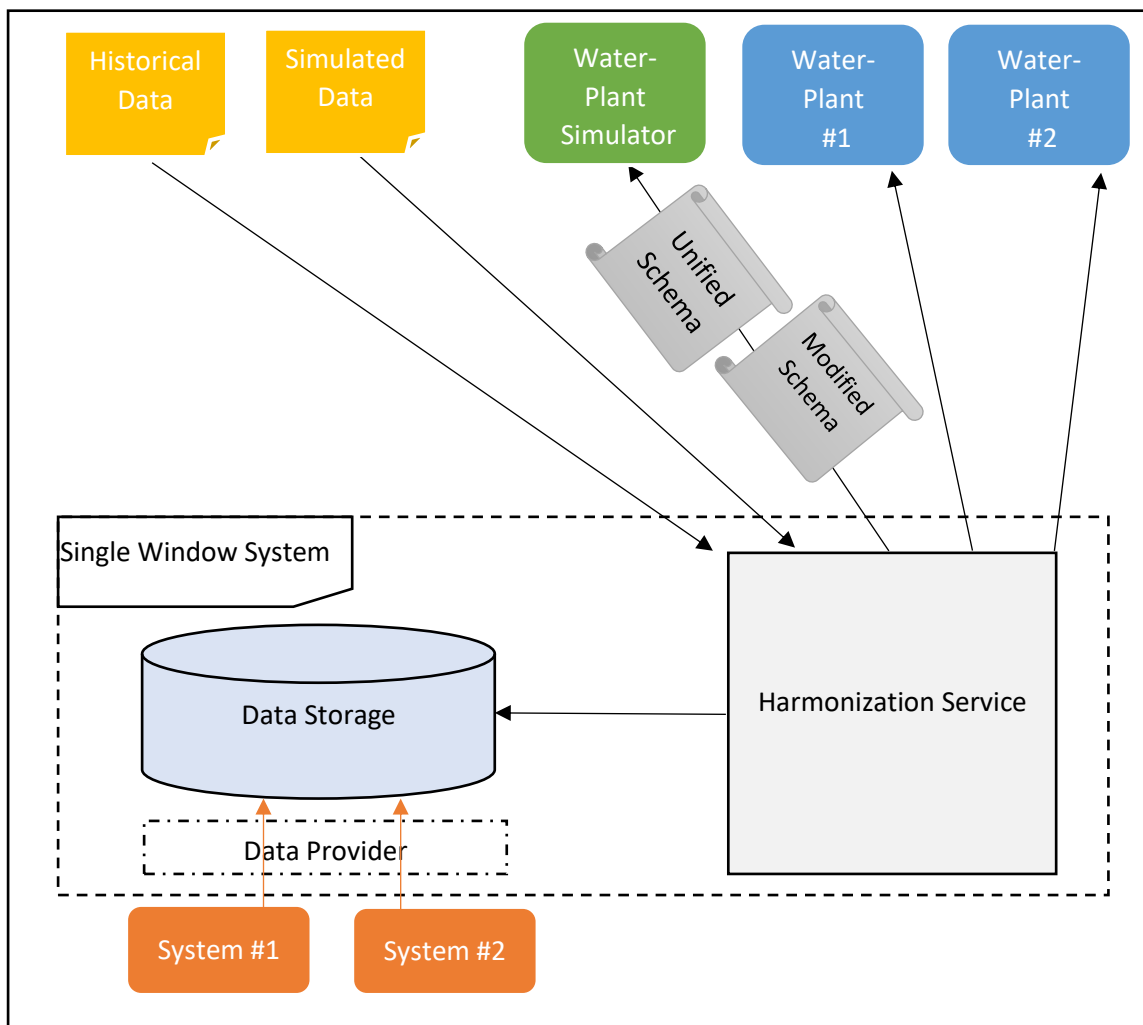 Historical
Data
Simulated
Data
Water-
Plant
Simulator
Water-
Plant
#1
Water-
Plant
#2
Unified
Schema
Modified
Schema
Single Window System
Data Storage
Harmonization Service
Data Provider
System #1
System #2